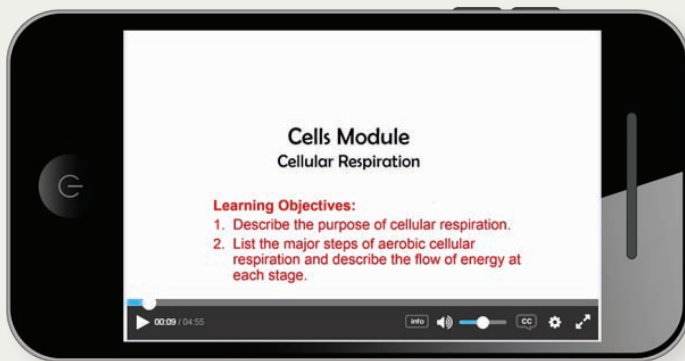 Cells Module
Cellular Respiration
Learning Objectives:
1. Describe the purpose of cellular respiration.
2. List the major steps of aerobic cellular
respiration and describe the flow of energy at
each stage.
00:09 / 04:55
info
CC